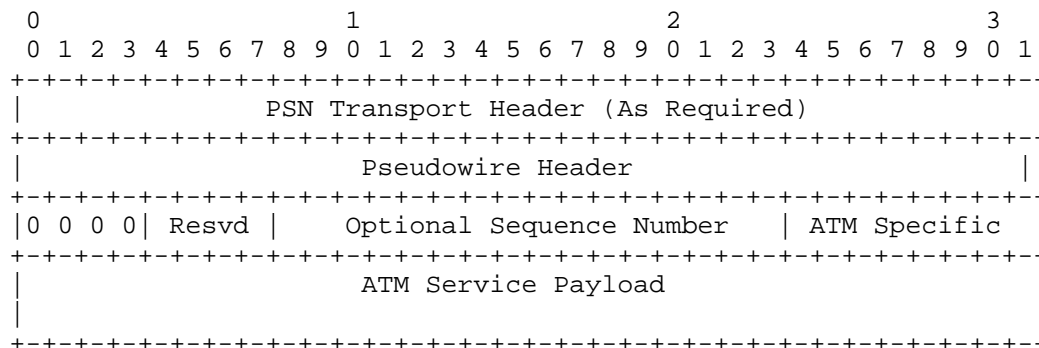 0                   1                   2                   3
 0 1 2 3 4 5 6 7 8 9 0 1 2 3 4 5 6 7 8 9 0 1 2 3 4 5 6 7 8 9 0 1
+-+-+-+-+-+-+-+-+-+-+-+-+-+-+-+-+-+-+-+-+-+-+-+-+-+-+-+-+-+-+-+-
|               PSN Transport Header (As Required)
+-+-+-+-+-+-+-+-+-+-+-+-+-+-+-+-+-+-+-+-+-+-+-+-+-+-+-+-+-+-+-+-
|                     Pseudowire Header                        |
+-+-+-+-+-+-+-+-+-+-+-+-+-+-+-+-+-+-+-+-+-+-+-+-+-+-+-+-+-+-+-+-
|0 0 0 0| Resvd |    Optional Sequence Number   | ATM Specific
+-+-+-+-+-+-+-+-+-+-+-+-+-+-+-+-+-+-+-+-+-+-+-+-+-+-+-+-+-+-+-+-
|                     ATM Service Payload
|
+-+-+-+-+-+-+-+-+-+-+-+-+-+-+-+-+-+-+-+-+-+-+-+-+-+-+-+-+-+-+-+-